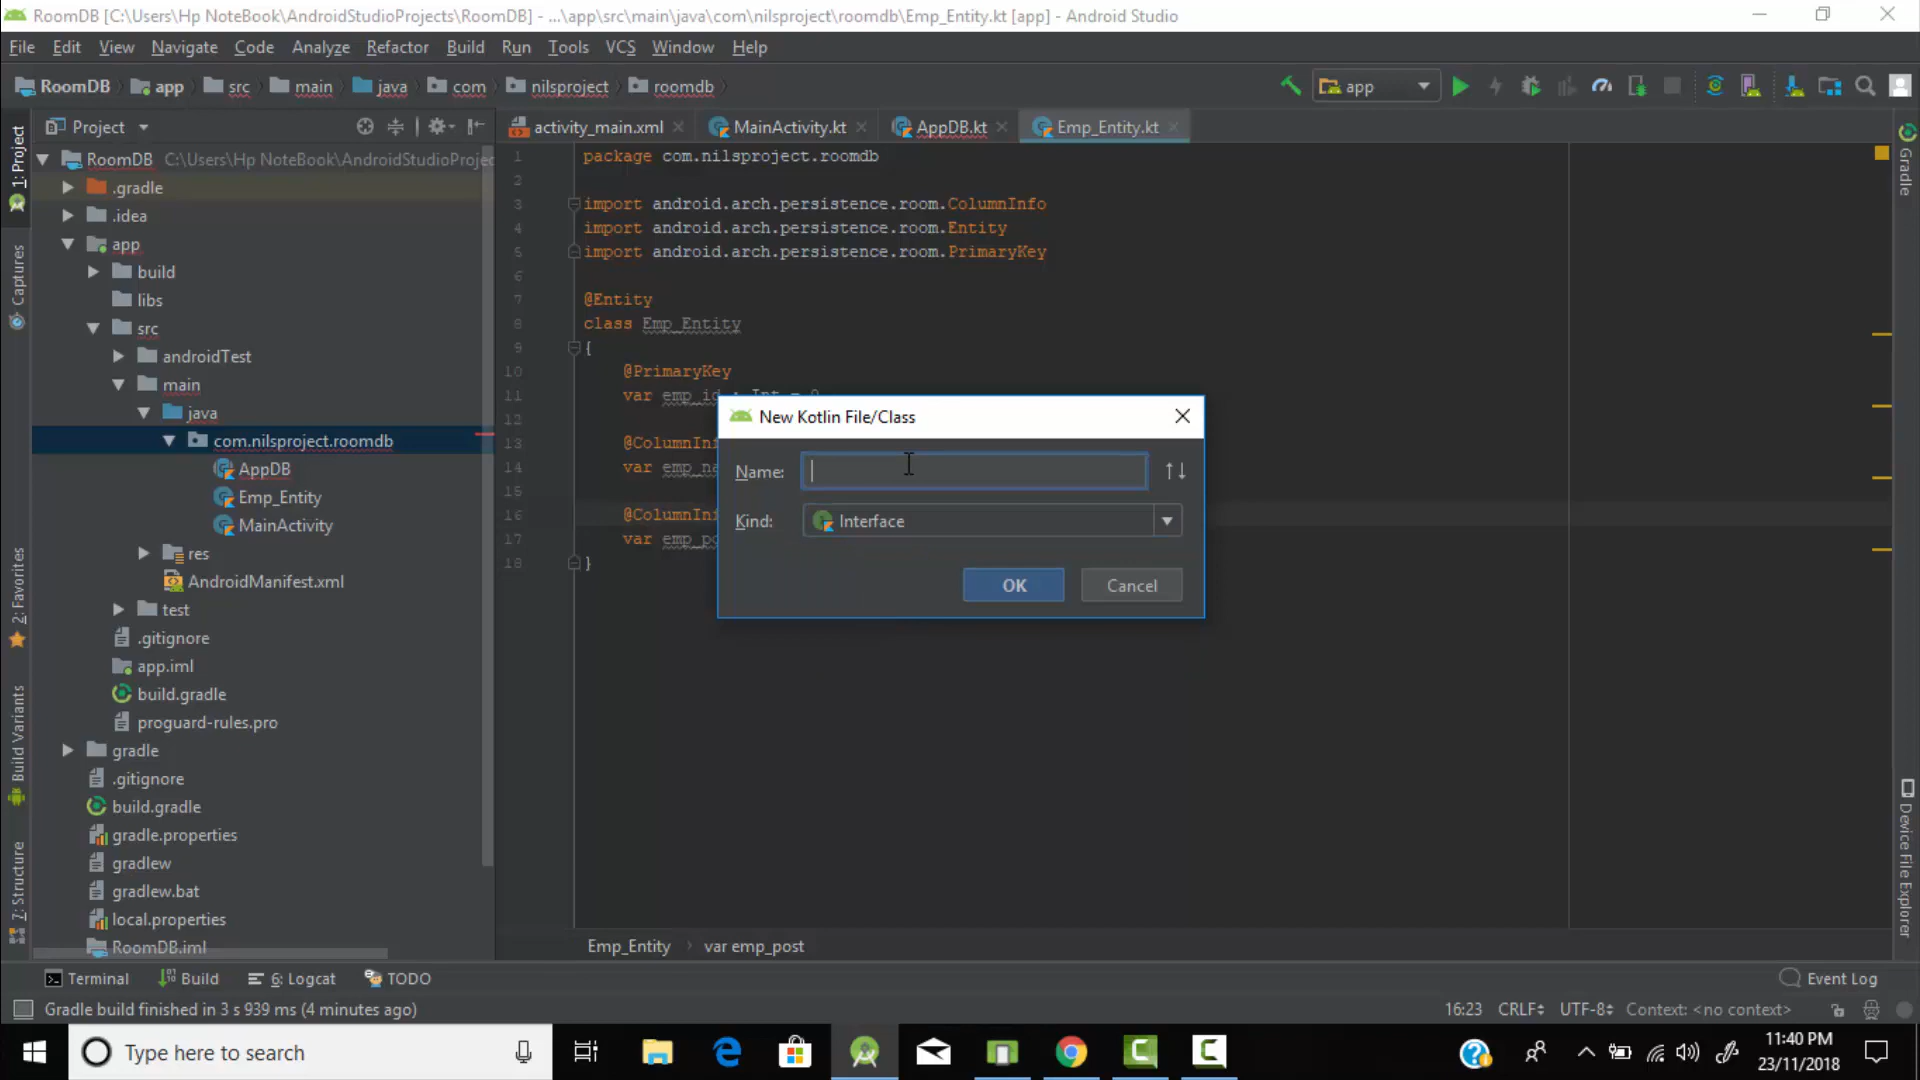 RoomDB [C:\Users\Hp NoteBook\AndroidStudioProjects\RoomDB] - ...\app\src\main\java\com\nilsproject\roomdb\Emp_Entity.kt [app] - Android Studio
File Edit View Navigate Code Analyze Refactor Build Run Tools VCS Window Help
RoomDB app src main java com nilsproject roomdb app
Project activity_main.xml MainActivity.kt AppDB.kt Emp_Entity.kt
1: Project
Captures
2: Favorites
Build Variants
7: Structure
RoomDB C:\Users\Hp NoteBook\AndroidStudioProjec
.gradle
.idea
app
build
libs
src
androidTest
main
java
com.nilsproject.roomdb
AppDB
Emp_Entity
MainActivity
res
AndroidManifest.xml
test
.gitignore
app.iml
build.gradle
proguard-rules.pro
gradle
.gitignore
build.gradle
gradle.properties
gradlew
gradlew.bat
local.properties
RoomDB.iml
1 package com.nilsproject.roomdb
2
3 import android.arch.persistence.room.ColumnInfo
4 import android.arch.persistence.room.Entity
5 import android.arch.persistence.room.PrimaryKey
6
7 @Entity
8 class Emp_Entity
9 {
10 @PrimaryKey
11 var emp_id : Int = 0
12
13 @ColumnInf
14 var emp_na
15
16 @ColumnInf
17 var emp_po
18 }
New Kotlin File/Class
Name:
Kind: Interface
OK Cancel
Gradle
Device File Explorer
Emp_Entity var emp_post
Terminal Build 6: Logcat TODO Event Log
Gradle build finished in 3 s 939 ms (4 minutes ago) 16:23 CRLF UTF-8 Context: <no context>
Type here to search
11:40 PM
23/11/2018